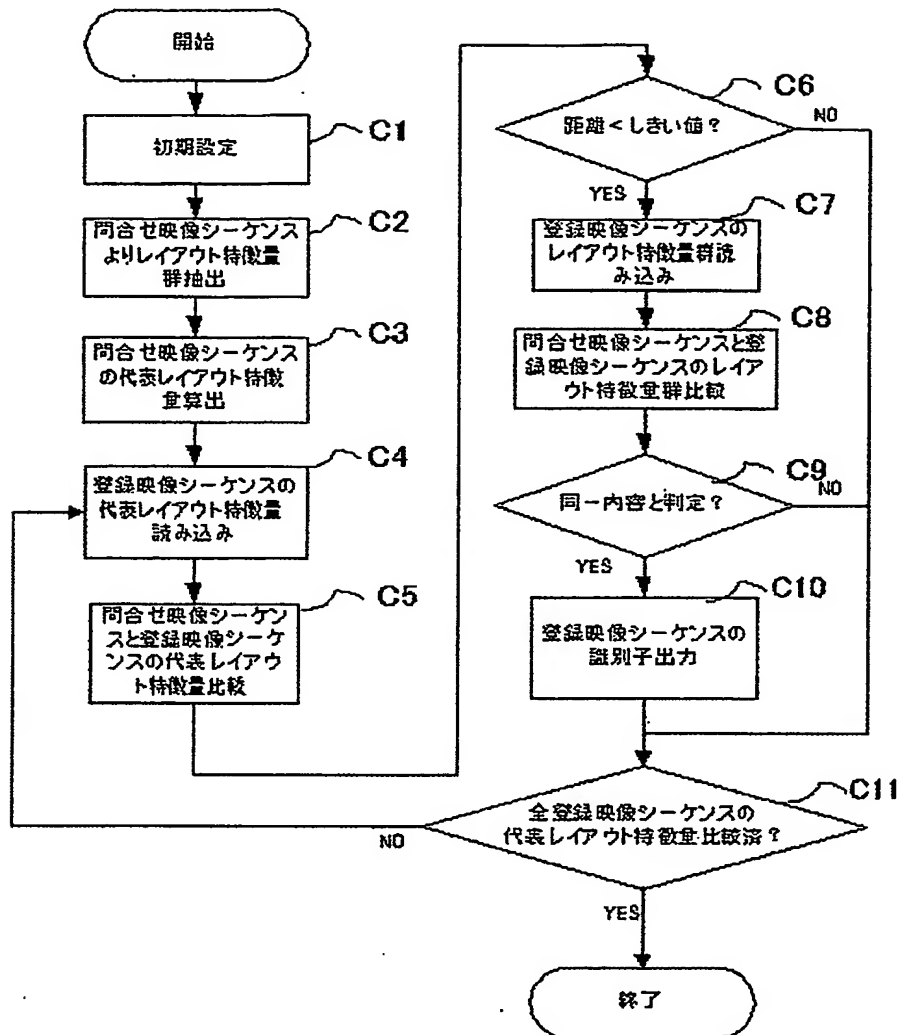 開始
C1
初期設定
C2
問合せ映像シーケンス
よりレイアウト特徴量
群抽出
C3
問合せ映像シーケンス
の代表レイアウト特徴
量算出
C4
登録映像シーケンスの
代表レイアウト特徴量
読み込み
C5
問合せ映像シーケン
スと登録映像シーケ
ンスの代表レイアウ
ト特徴量比較
C6
距離<しきい値?
NO
YES
C7
登録映像シーケンスの
レイアウト特徴量群読
み込み
C8
問合せ映像シーケンスと登
録映像シーケンスのレイア
ウト特徴量群比較
C9
同一内容と判定?
NO
YES
C10
登録映像シーケンスの
識別子出力
C11
全登録映像シーケンスの
代表レイアウト特徴量比較済?
NO
YES
終了